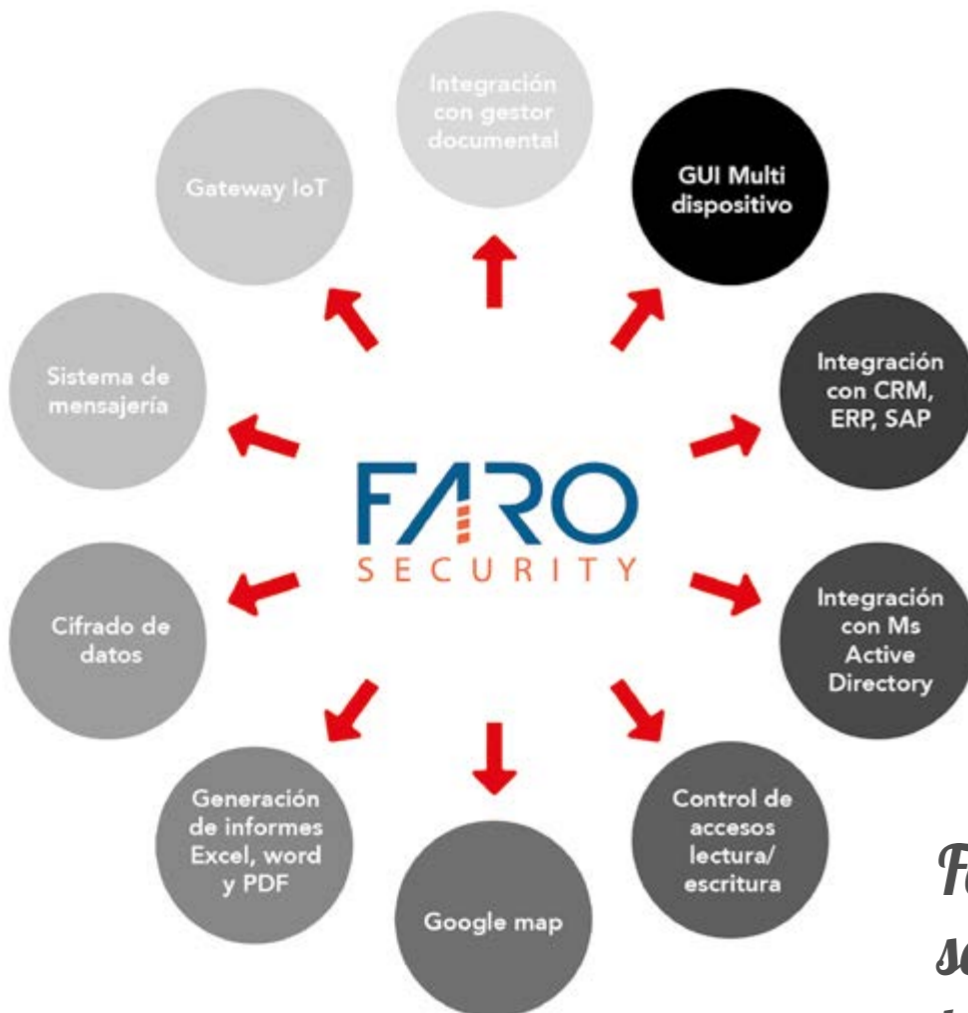 Integración
con gestor
documental
GUI Multi
dispositivo
Integración
con CRM,
ERP, SAP
Integración
con Ms
Active
Directory
Control de
accesos
lectura/
escritura
Google map
Generación
de informes
Excel, word
y PDF
Cifrado de
datos
Sistema de
mensajería
Gateway IoT
FARO
SECURITY